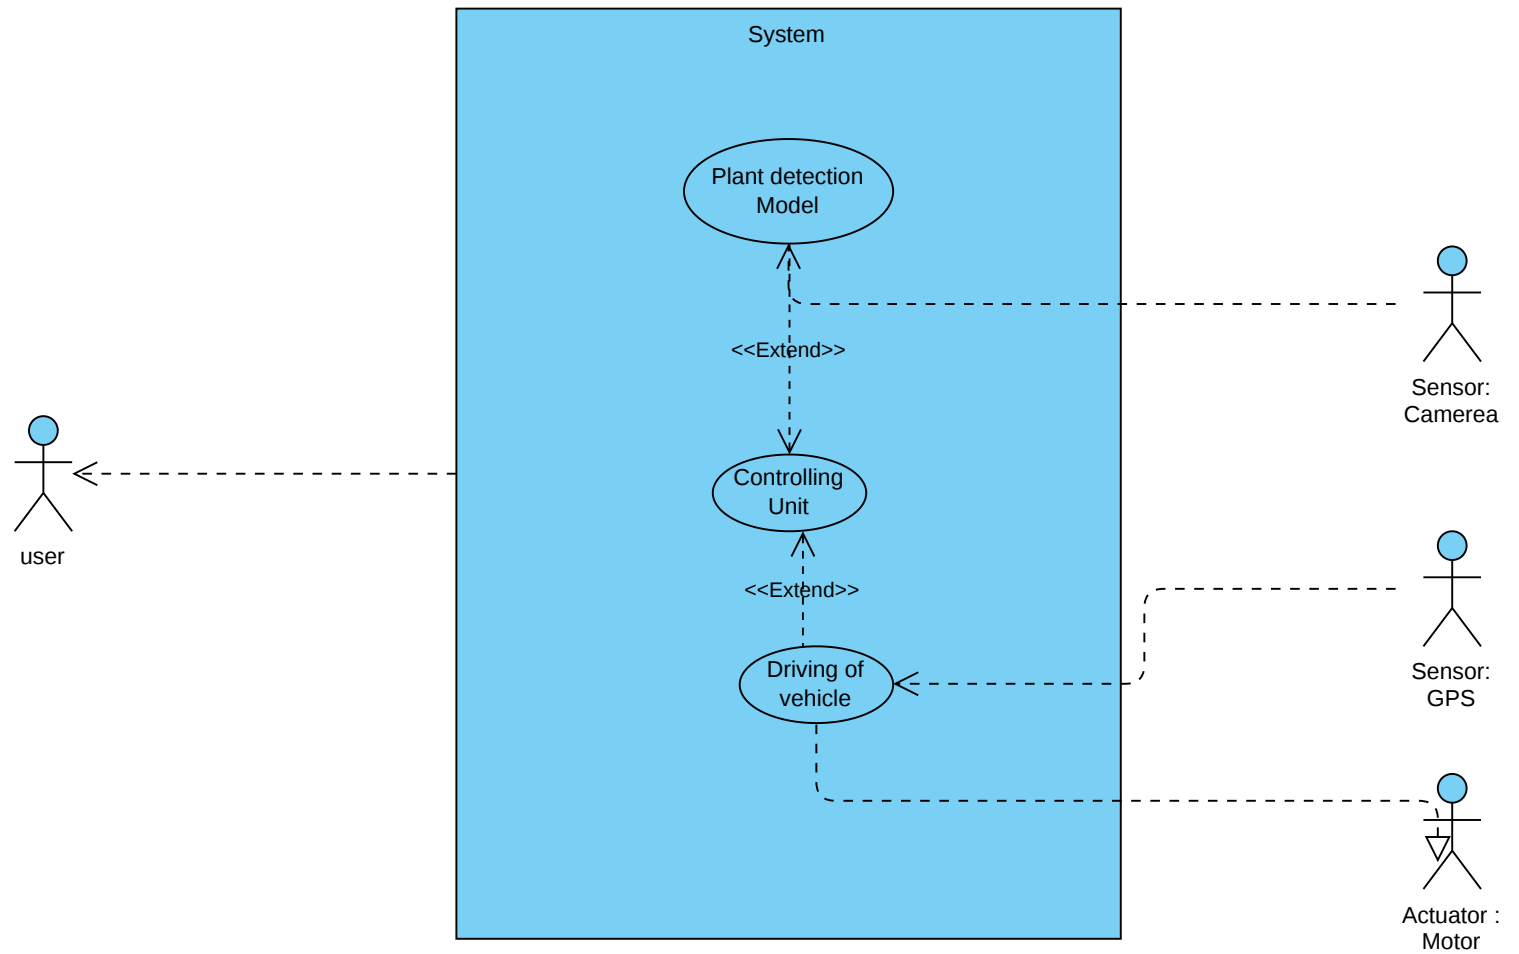 System
Plant detection
Model
<<Extend>>
Sensor:
Camerea
Controlling
Unit
user
<<Extend>>
Driving of
vehicle
Sensor:
GPS
Actuator :
Motor